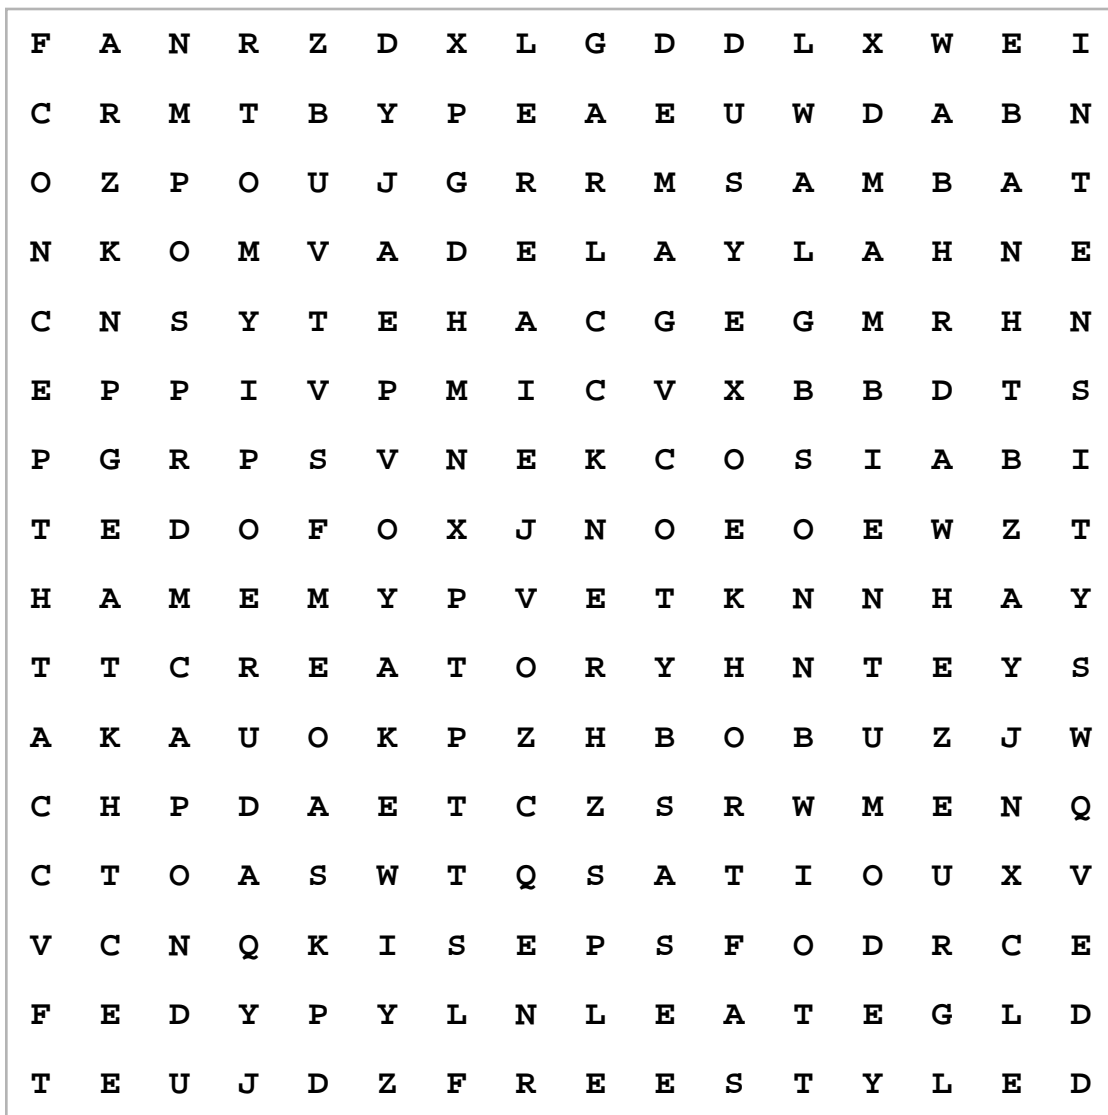 F A N R Z D X L G D D L X W E I
C R M T B Y P E A E U W D A B N
O Z P O U J G R R M S A M B A T
N K O M V A D E L A Y L A H N E
C N S Y T E H A C G E G M R H N
E P P I V P M I C V X B B D T S
P G R P S V N E K C O S I A B I
T E D O F O X J N O E O E W Z T
H A M E M Y P V E T K N N H A Y
T T C R E A T O R Y H N T E Y S
A K A U O K P Z H B O B U Z J W
C H P D A E T C Z S R W M E N Q
C T O A S W T Q S A T I O U X V
V C N Q K I S E P S F O D R C E
F E D Y P Y L N L E A T E G L D
T E U J D Z F R E E S T Y L E D